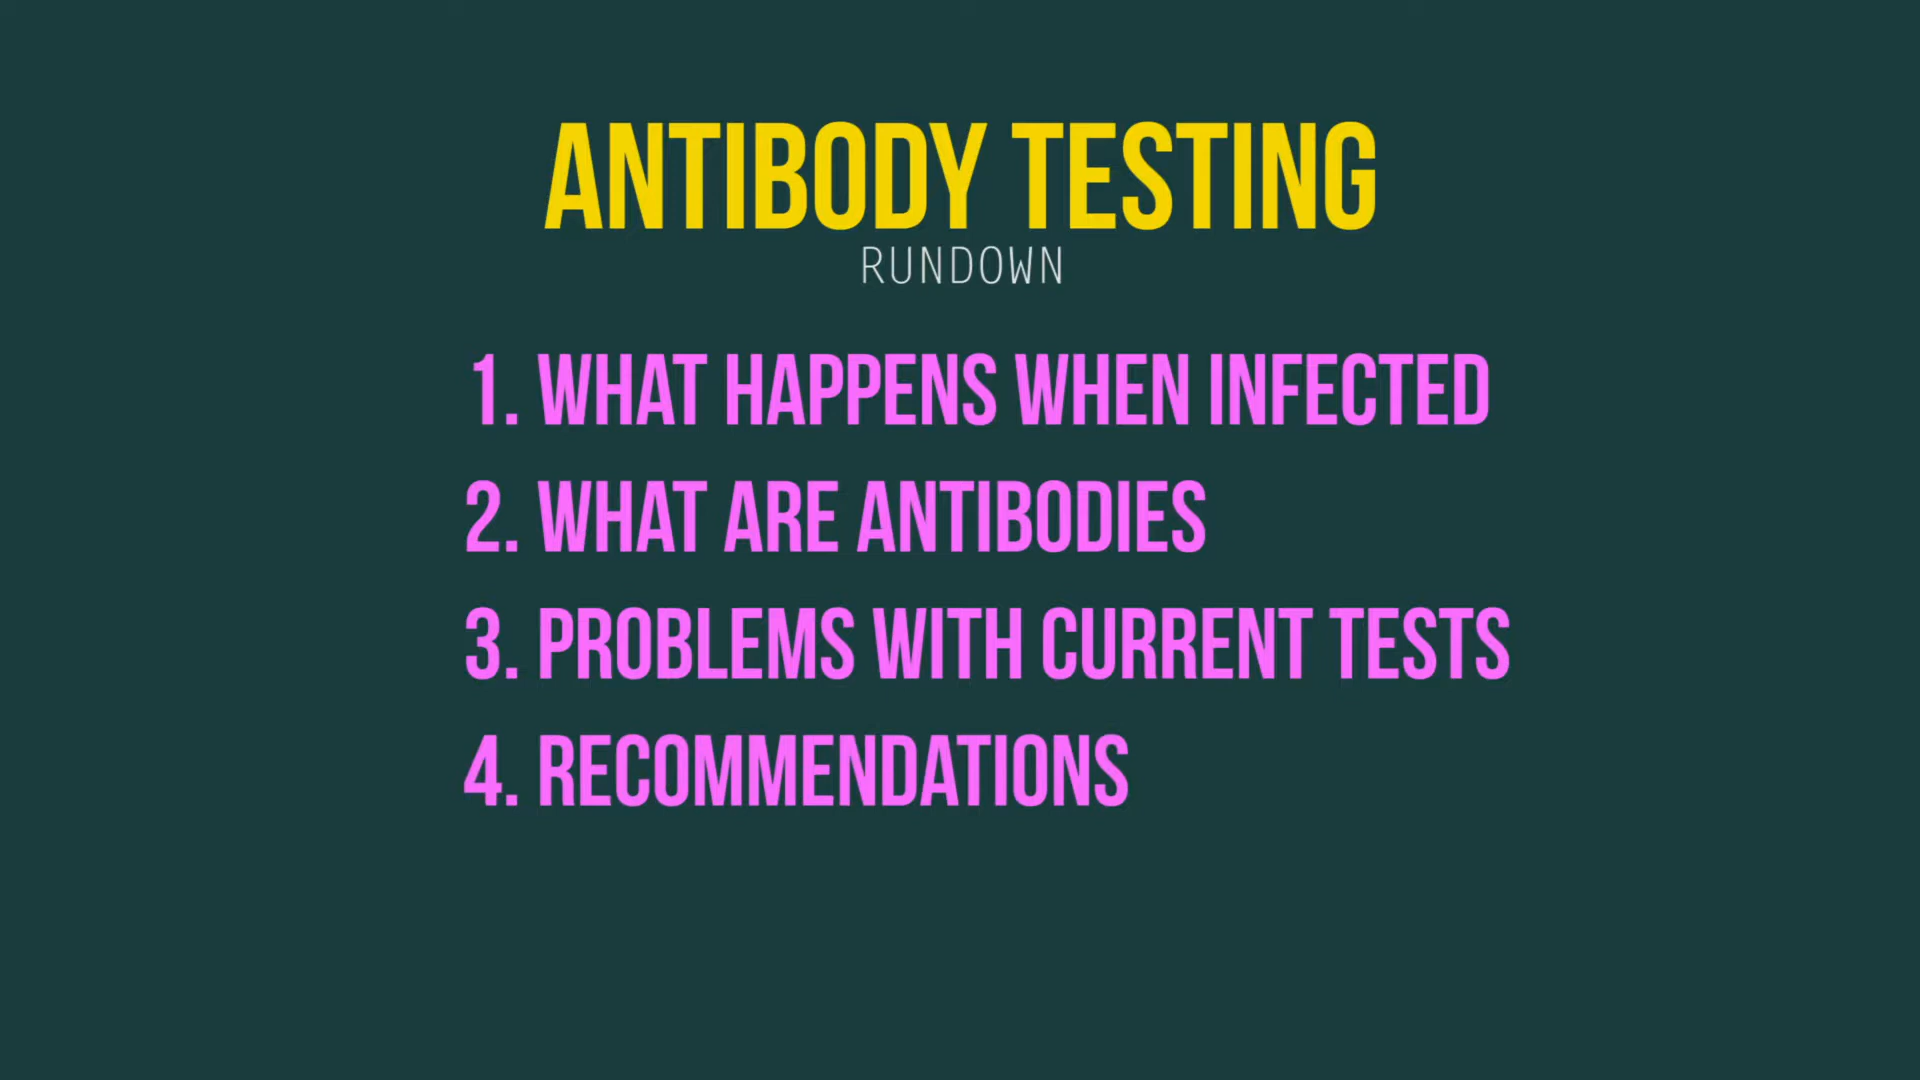 ANTIBODY TESTING
RUNDOWN
1. WHAT HAPPENS WHEN INFECTED
2. WHAT ARE ANTIBODIES
3. PROBLEMS WITH CURRENT TESTS
4. RECOMMENDATIONS